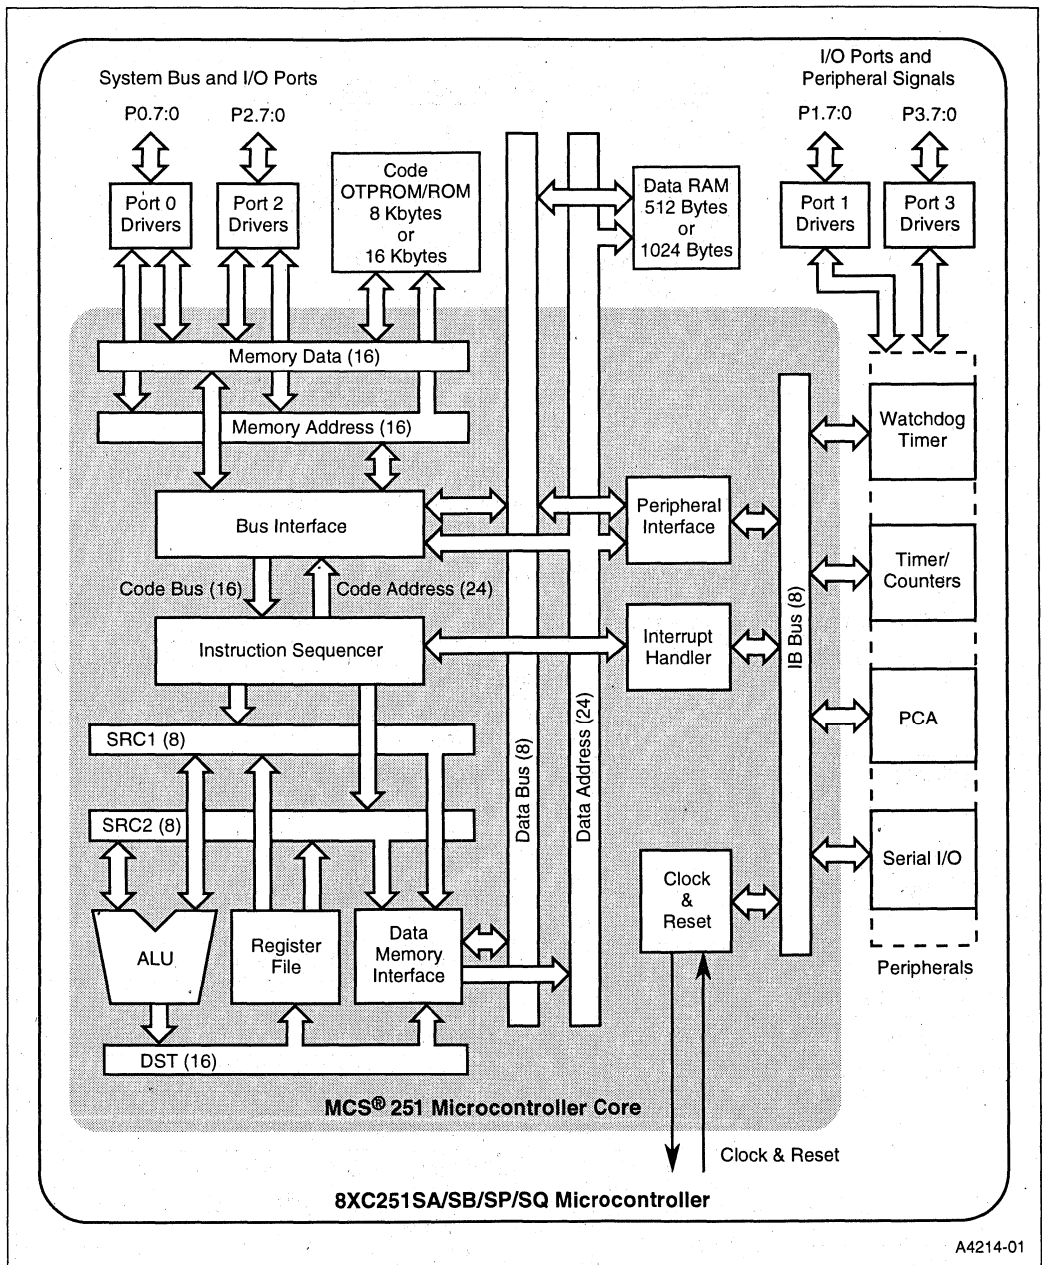 System Bus and I/O Ports
I/O Ports and
Peripheral Signals
P0.7:0
P2.7:0
P1.7:0
P3.7:0
Port 0
Drivers
Port 2
Drivers
Code
OTPROM/ROM
8 Kbytes
or
16 Kbytes
Data RAM
512 Bytes
or
1024 Bytes
Port 1
Drivers
Port 3
Drivers
Memory Data (16)
Memory Address (16)
Bus Interface
Peripheral
Interface
Watchdog
Timer
Code Bus (16)
Code Address (24)
Timer/
Counters
Instruction Sequencer
Interrupt
Handler
IB Bus (8)
SRC1 (8)
SRC2 (8)
Data Bus (8)
Data Address (24)
PCA
ALU
Register
File
Data
Memory
Interface
Clock
&
Reset
Serial I/O
Peripherals
DST (16)
MCS® 251 Microcontroller Core
Clock & Reset
8XC251SA/SB/SP/SQ Microcontroller
A4214-01